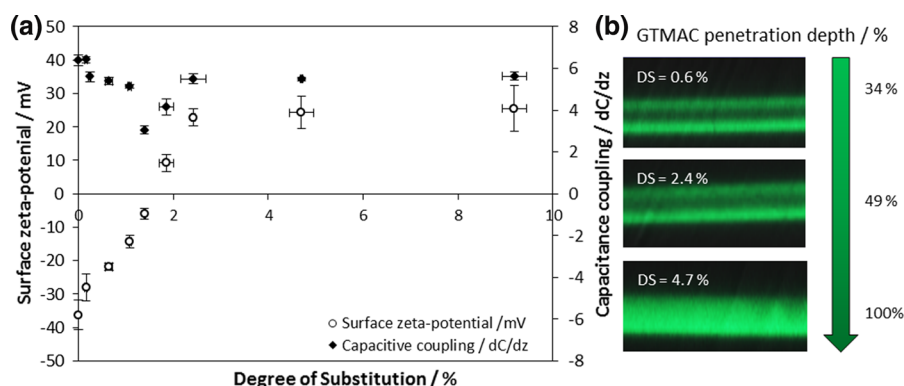 (a)
Surface zeta-potential / mV
50
40
30
20
10
0
-10
-20
-30
-40
-50
0
2
4
6
8
10
8
6
4
2
0
-2
-4
-6
-8
Capacitance coupling / dC/dz
Surface zeta-potential /mV
Capacitive coupling / dC/dz
Degree of Substitution / %
(b)
GTMAC penetration depth / %
DS = 0.6 %
34 %
DS = 2.4 %
49 %
DS = 4.7 %
100%